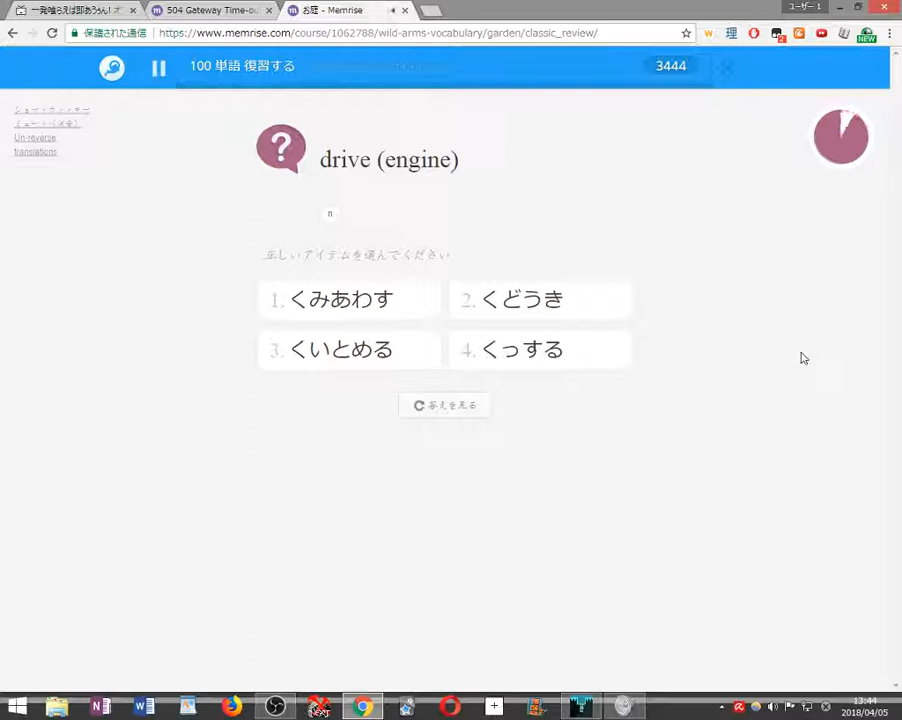 一発喰らえば即あうん! オ
504 Gateway Time-ou
お庭 - Memrise
ユーザー 1
保護された通信
https://www.memrise.com/course/1062788/wild-arms-vocabulary/garden/classic_review/
100 単語 復習する
3444
Un-reverse
translations
drive (engine)
n
正しいアイテムを選んでください
1. くみあわす
2. くどうき
3. くいとめる
4. くっする
答えを見る
13:44
2018/04/05